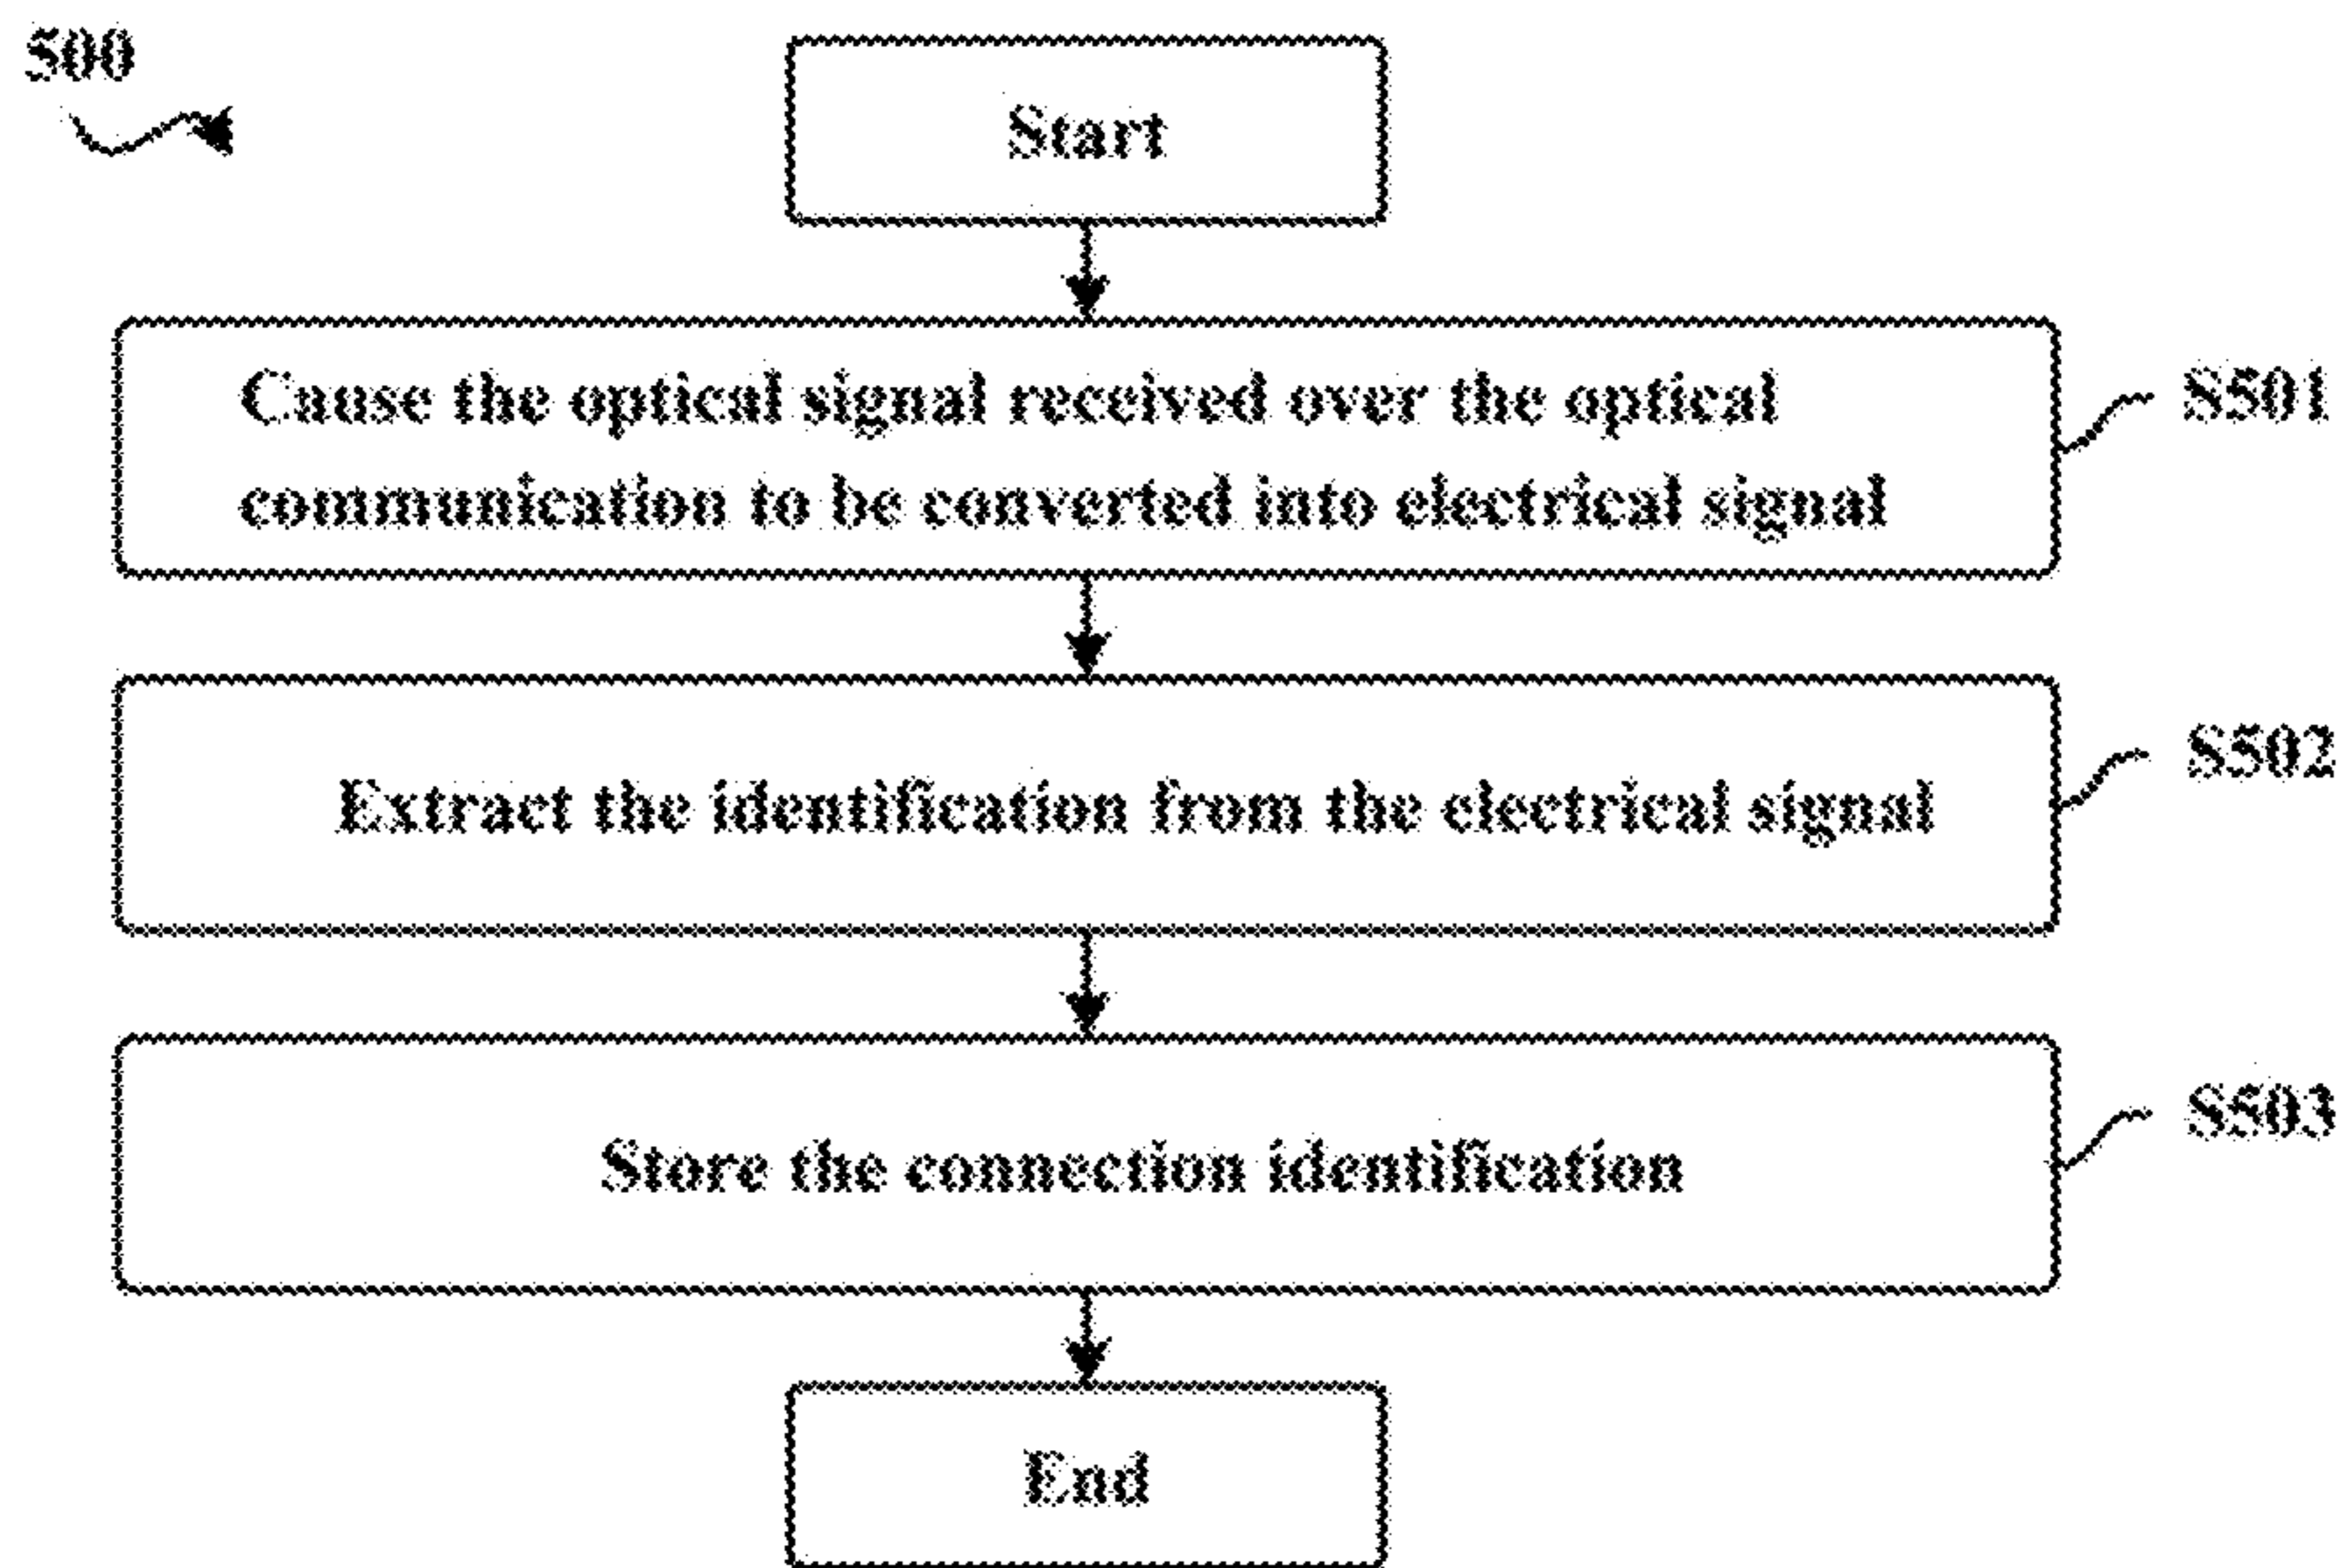 500
Start
Cause the optical signal received over the optical
communication to be converted into electrical signal
S501
Extract the identification from the electrical signal
S502
Store the connection identification
S503
End